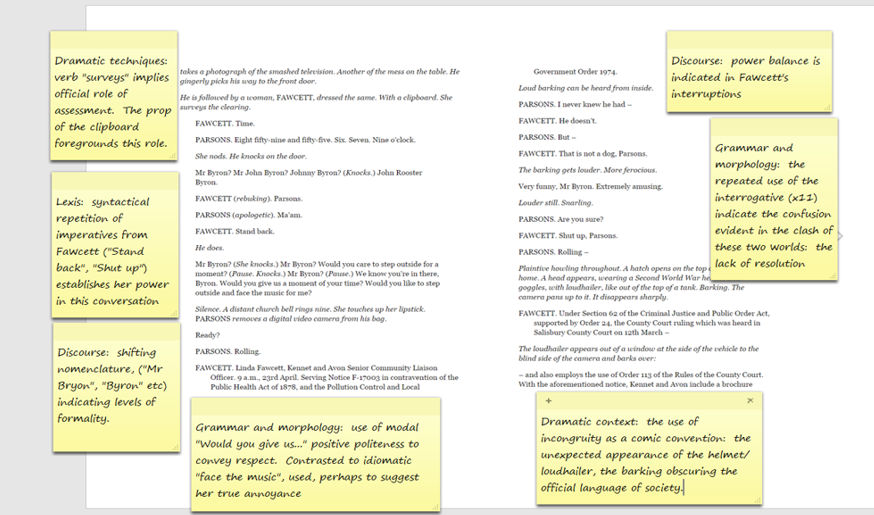 Dramatic techniques:
verb "surveys" implies
official role of
assessment. The prop
of the clipboard
foregrounds this role.
Lexis: syntactical
repetition of
imperatives from
Fawcett ("Stand
back", "Shut up")
establishes her power
in this conversation
Discourse: shifting
nomenclature, ("Mr
Bryon", "Byron" etc)
indicating levels of
formality.
takes a photograph of the smashed television. Another of the mess on the table. He
gingerly picks his way to the front door.
He is followed by a woman, FAWCETT, dressed the same. With a clipboard. She
surveys the clearing.
FAWCETT. Time.
PARSONS. Eight fifty-nine and fifty-five. Six. Seven. Nine o'clock.
She nods. He knocks on the door.
Mr Byron? Mr John Byron? Johnny Byron? (Knocks.) John Rooster
Byron.
FAWCETT (rebuking). Parsons.
PARSONS (apologetic). Ma'am.
FAWCETT. Stand back.
He does.
Mr Byron? (She knocks.) Mr Byron? Would you care to step outside for a
moment? (Pause. Knocks.) Mr Byron? (Pause.) We know you're in there,
Byron. Would you give us a moment of your time? Would you like to step
outside and face the music for me?
Silence. A distant church bell rings nine. She touches up her lipstick.
PARSONS removes a digital video camera from his bag.
Ready?
PARSONS. Rolling.
FAWCETT. Linda Fawcett, Kennet and Avon Senior Community Liaison
Officer. 9 a.m., 23rd April. Serving Notice F-17003 in contravention of the
Public Health Act of 1878, and the Pollution Control and Local
Grammar and morphology: use of modal
"Would you give us..." positive politeness to
convey respect. Contrasted to idiomatic
"face the music", used, perhaps to suggest
her true annoyance
Government Order 1974.
Loud barking can be heard from inside.
PARSONS. I never knew he had –
FAWCETT. He doesn't.
PARSONS. But –
FAWCETT. That is not a dog, Parsons.
The barking gets louder. More ferocious.
Very funny, Mr Byron. Extremely amusing.
Louder still. Snarling.
PARSONS. Are you sure?
FAWCETT. Shut up, Parsons.
PARSONS. Rolling –
Plaintive howling throughout. A hatch opens on the top
home. A head appears, wearing a Second World War
goggles, with loudhailer, like out of the top of a tank. Barking. The
camera pans up to it. It disappears sharply.
FAWCETT. Under Section 62 of the Criminal Justice and Public Order Act,
supported by Order 24, the County Court ruling which was heard in
Salisbury County Court on 12th March –
The loudhailer appears out of a window at the side of the vehicle to the
blind side of the camera and barks over:
– and also employs the use of Order 113 of the Rules of the County Court.
With the aforementioned notice, Kennet and Avon include a brochure
Discourse: power balance is
indicated in Fawcett's
interruptions
Grammar and
morphology: the
repeated use of the
interrogative (x11)
indicate the confusion
evident in the clash of
these two worlds: the
lack of resolution
Dramatic context: the use of
incongruity as a comic convention: the
unexpected appearance of the helmet/
loudhailer, the barking obscuring the
official language of society.